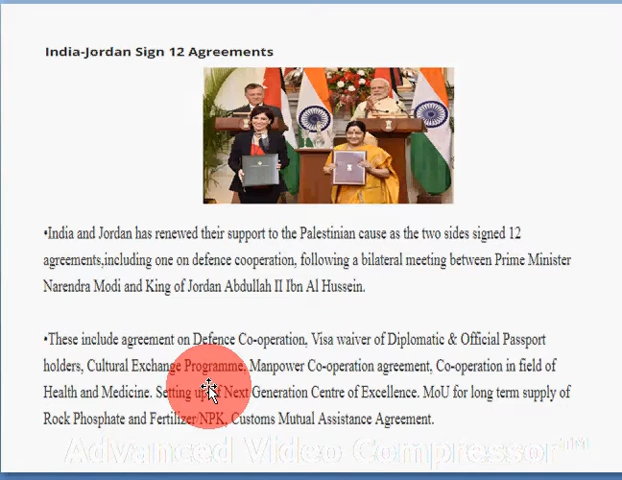 India-Jordan Sign 12 Agreements
•India and Jordan has renewed their support to the Palestinian cause as the two sides signed 12
agreements,including one on defence cooperation, following a bilateral meeting between Prime Minister
Narendra Modi and King of Jordan Abdullah II Ibn Al Hussein.
•These include agreement on Defence Co-operation, Visa waiver of Diplomatic & Official Passport
holders, Cultural Exchange Programme, Manpower Co-operation agreement, Co-operation in field of
Health and Medicine. Setting up of Next Generation Centre of Excellence. MoU for long term supply of
Rock Phosphate and Fertilizer/NPK, Customs Mutual Assistance Agreement.
Advanced Video Compressor™